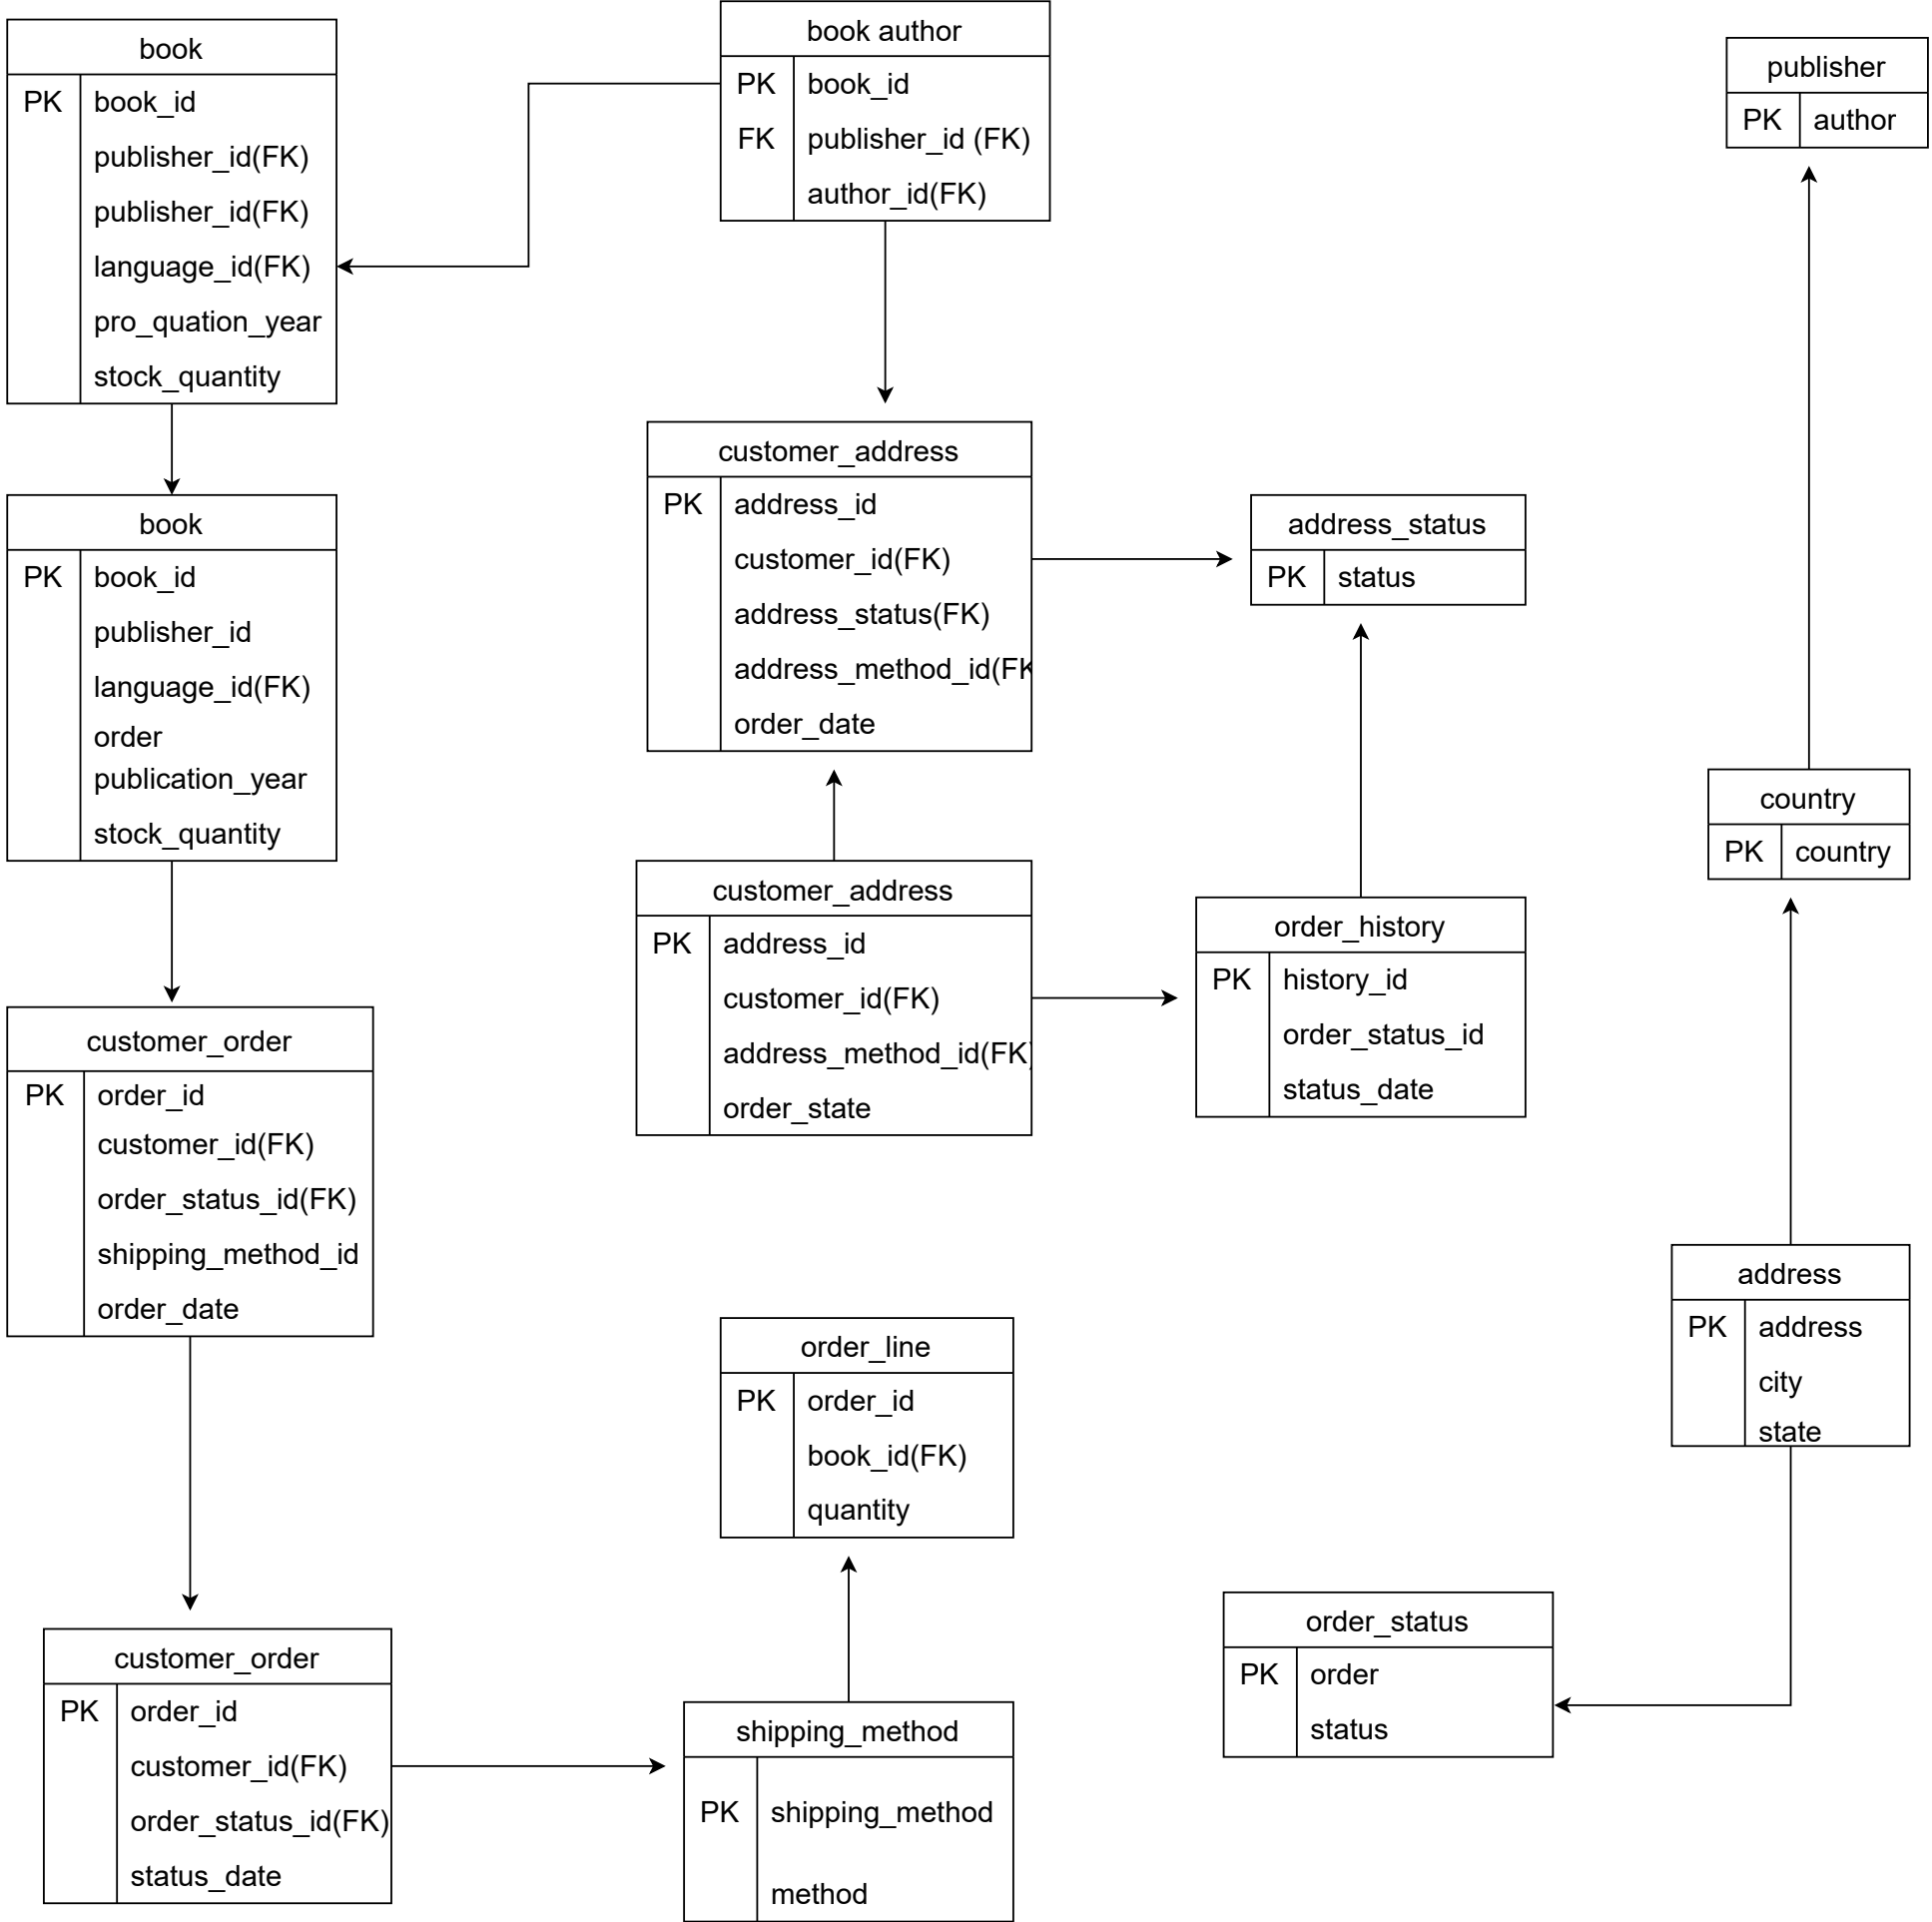 book
PK book_id
publisher_id(FK)
publisher_id(FK)
language_id(FK)
pro_quation_year
stock_quantity
book author
PK book_id
FK publisher_id (FK)
author_id(FK)
publisher
PK author
book
PK book_id
publisher_id
language_id(FK)
order
publication_year
stock_quantity
customer_address
PK address_id
customer_id(FK)
address_status(FK)
address_method_id(FK
order_date
address_status
PK status
country
PK country
customer_address
PK address_id
customer_id(FK)
address_method_id(FK)
order_state
order_history
PK history_id
order_status_id
status_date
customer_order
PK order_id
customer_id(FK)
order_status_id(FK)
shipping_method_id
order_date
order_line
PK order_id
book_id(FK)
quantity
address
PK address
city
state
customer_order
PK order_id
customer_id(FK)
order_status_id(FK)
status_date
shipping_method
PK shipping_method
method
order_status
PK order
status